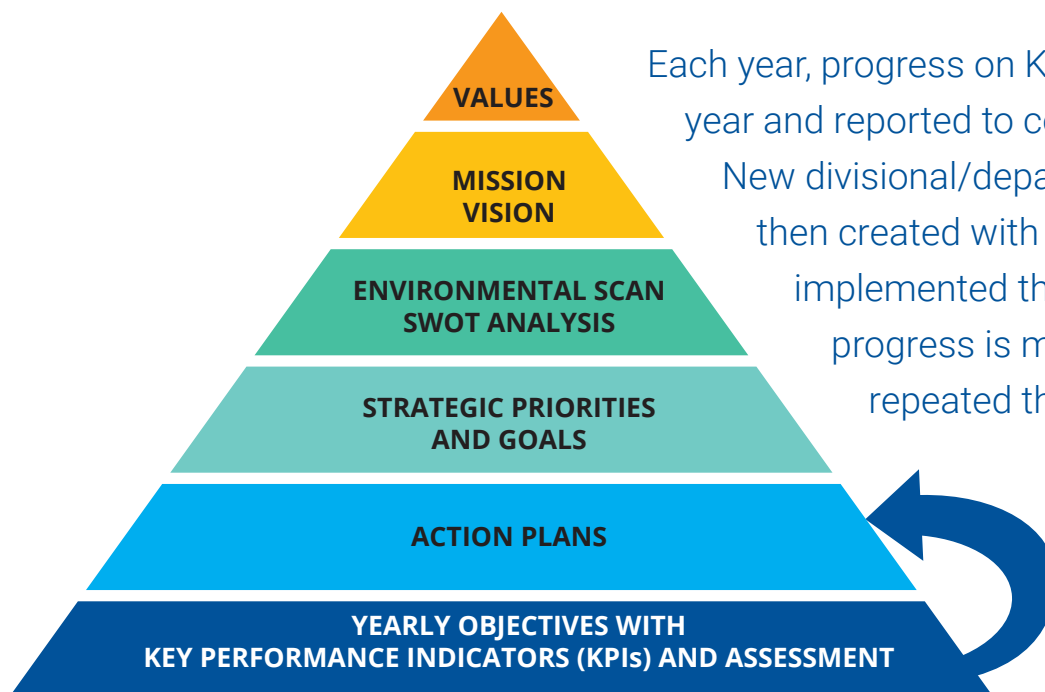 VALUES
MISSION
VISION
ENVIRONMENTAL SCAN
SWOT ANALYSIS
STRATEGIC PRIORITIES
AND GOALS
ACTION PLANS
YEARLY OBJECTIVES WITH
KEY PERFORMANCE INDICATORS (KPIs) AND ASSESSMENT
Each year, progress on
year and reported to
New
then created with
implemented
progress is
repeated